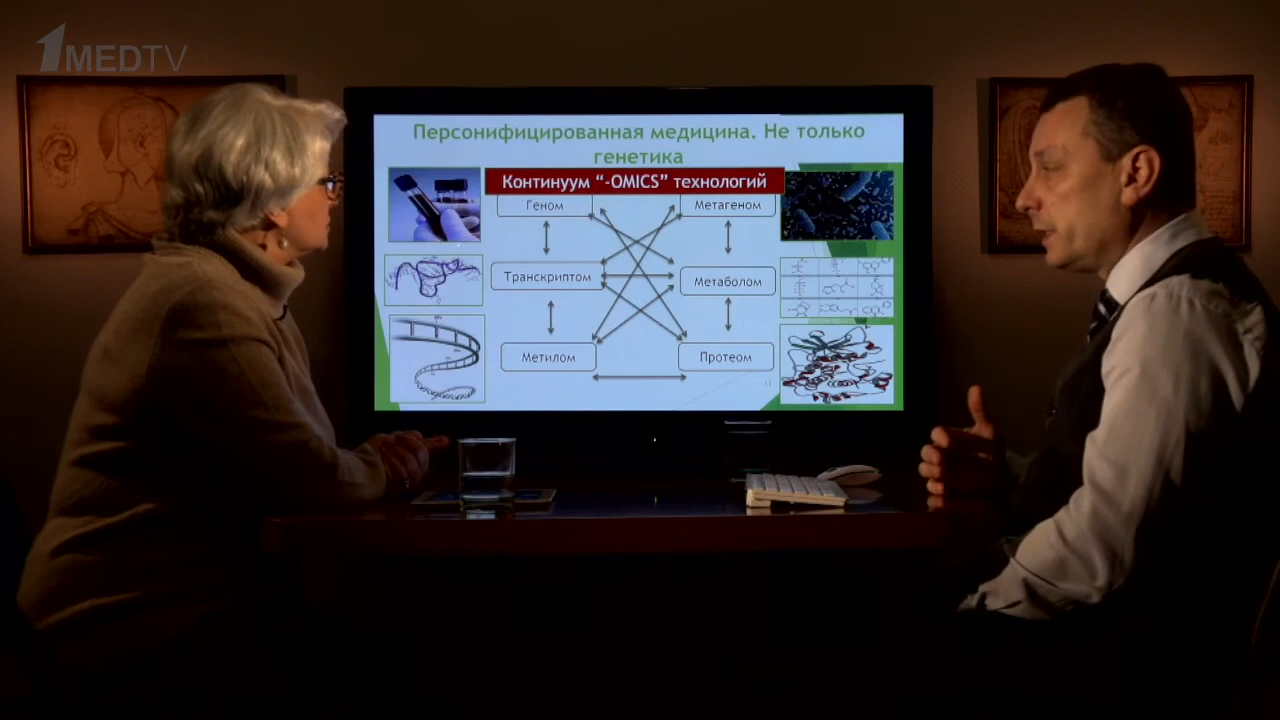 1MEDTV
Персонифицированная медицина. Не только
генетика
Континуум “-OMICS” технологий
Геном
Метагеном
Транскриптом
Метаболом
Метилом
Протеом